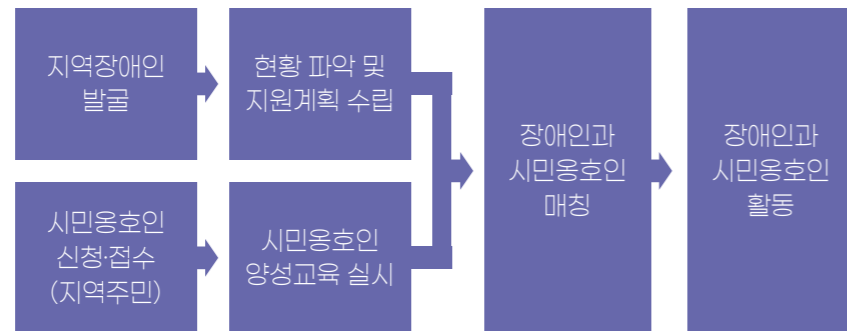 지역장애인
발굴
현황 파악 및
지원계획 수립
시민옹호인
신청·접수
(지역주민)
시민옹호인
양성교육 실시
장애인과
시민옹호인
매칭
장애인과
시민옹호인
활동